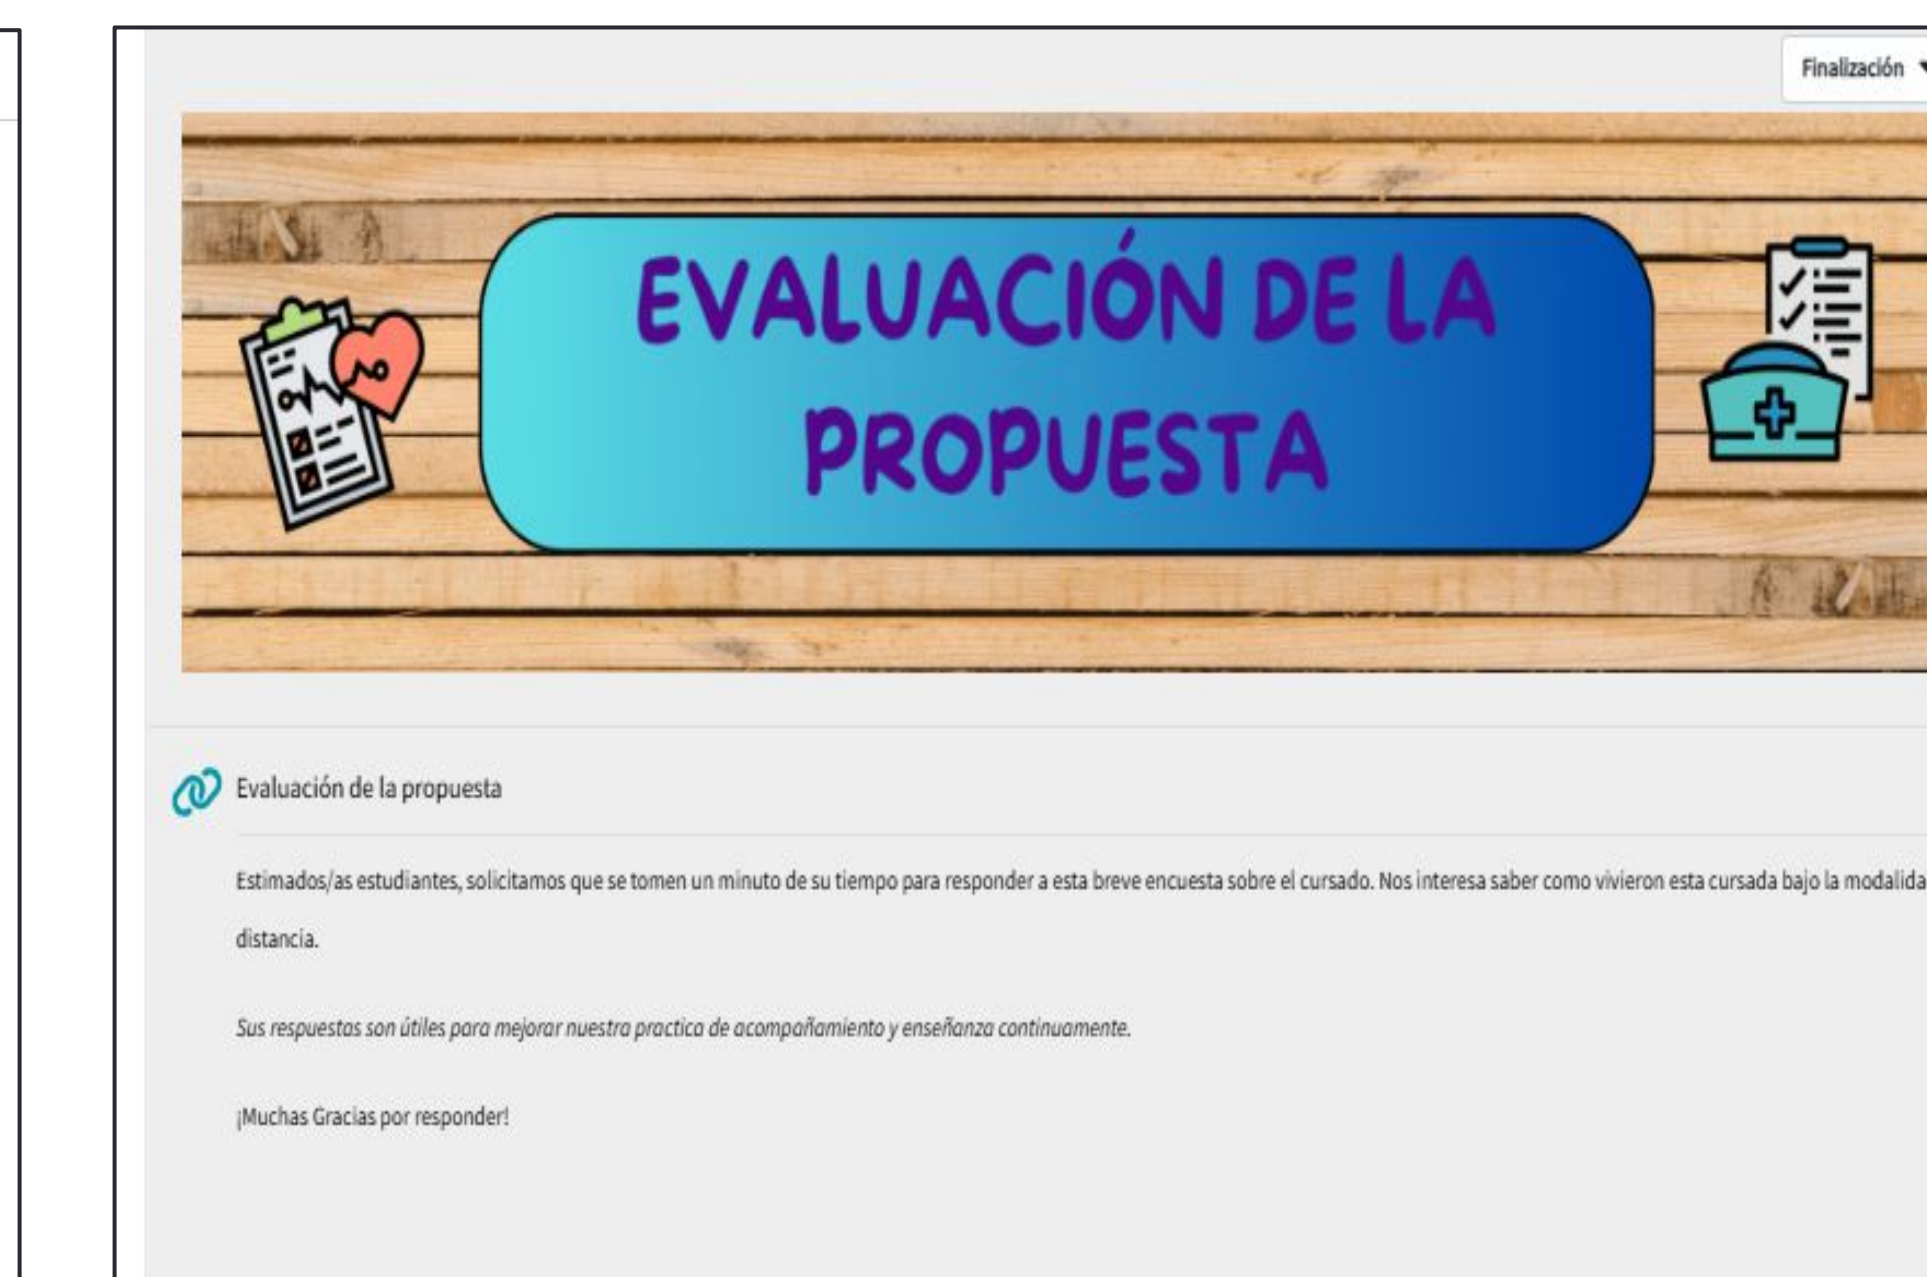 Finalización
EVALUACIÓN DE LA
PROPUESTA
Evaluación de la propuesta
Estimados/as estudiantes, solicitamos que se tomen un minuto de su tiempo para responder a esta breve encuesta sobre el cursado. Nos interesa saber como vivieron esta cursada bajo la modalida
distancia.
Sus respuestas son útiles para mejorar nuestra practica de acompañamiento y enseñanza continuamente.
¡Muchas Gracias por responder!